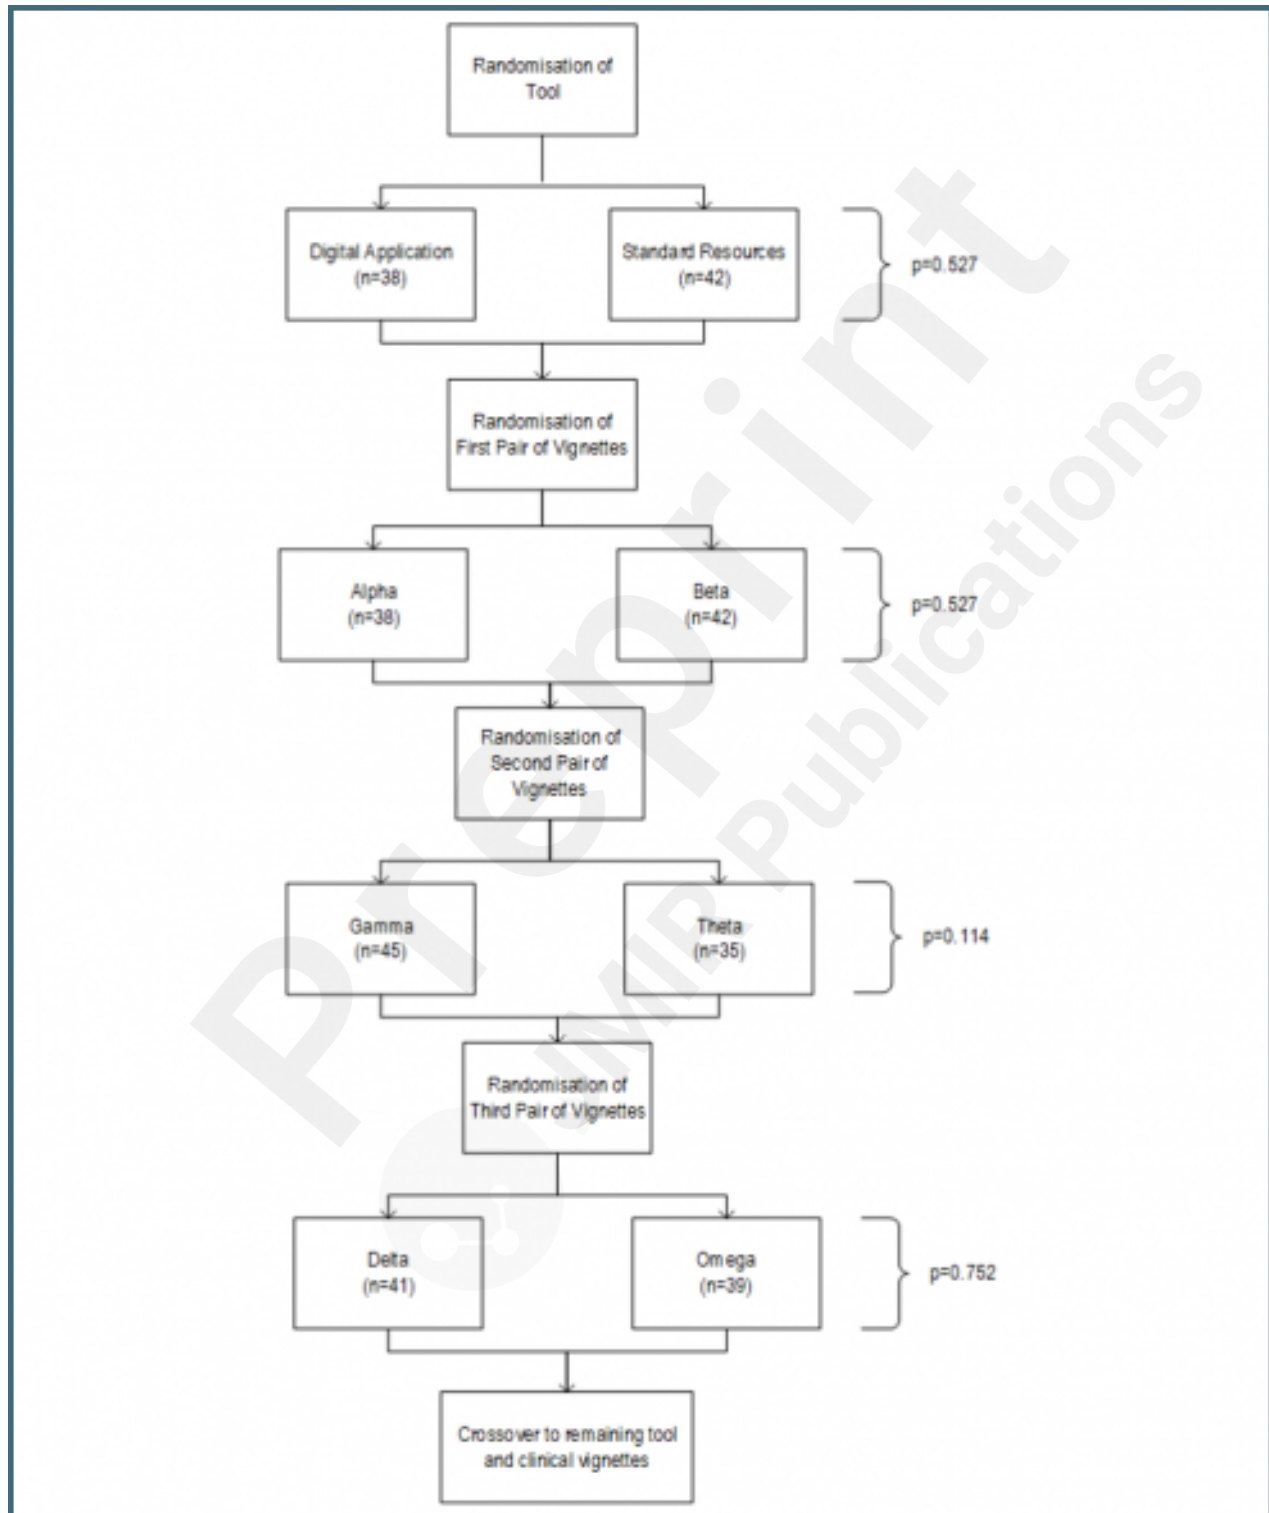 Randomisation of
Tool
Digital Application
(n=38)
Standard Resources
(n=42)
p=0.527
Randomisation of
First Pair of Vignettes
Alpha
(n=38)
Beta
(n=42)
p=0.527
Randomisation of
Second Pair of
Vignettes
Gamma
(n=45)
Theta
(n=35)
p=0.114
Randomisation of
Third Pair of Vignettes
Delta
(n=41)
Omega
(n=39)
p=0.752
Crossover to remaining tool
and clinical vignettes
Preprint
JMIR Publications